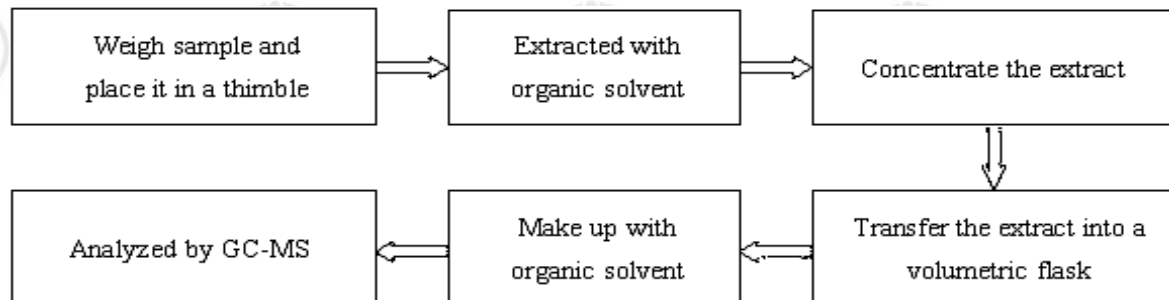 Weigh sample and
place it in a thimble
Extracted with
organic solvent
Concentrate the extract
Transfer the extract into a
volumetric flask
Make up with
organic solvent
Analyzed by GC-MS